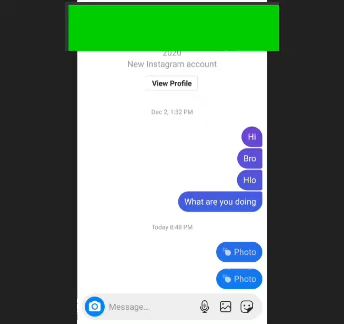 2020
New Instagram account
View Profile
Dec 2, 1:32 PM
Hi
Bro
Hlo
What are you doing
Today 8:48 PM
Photo
Photo
Message...